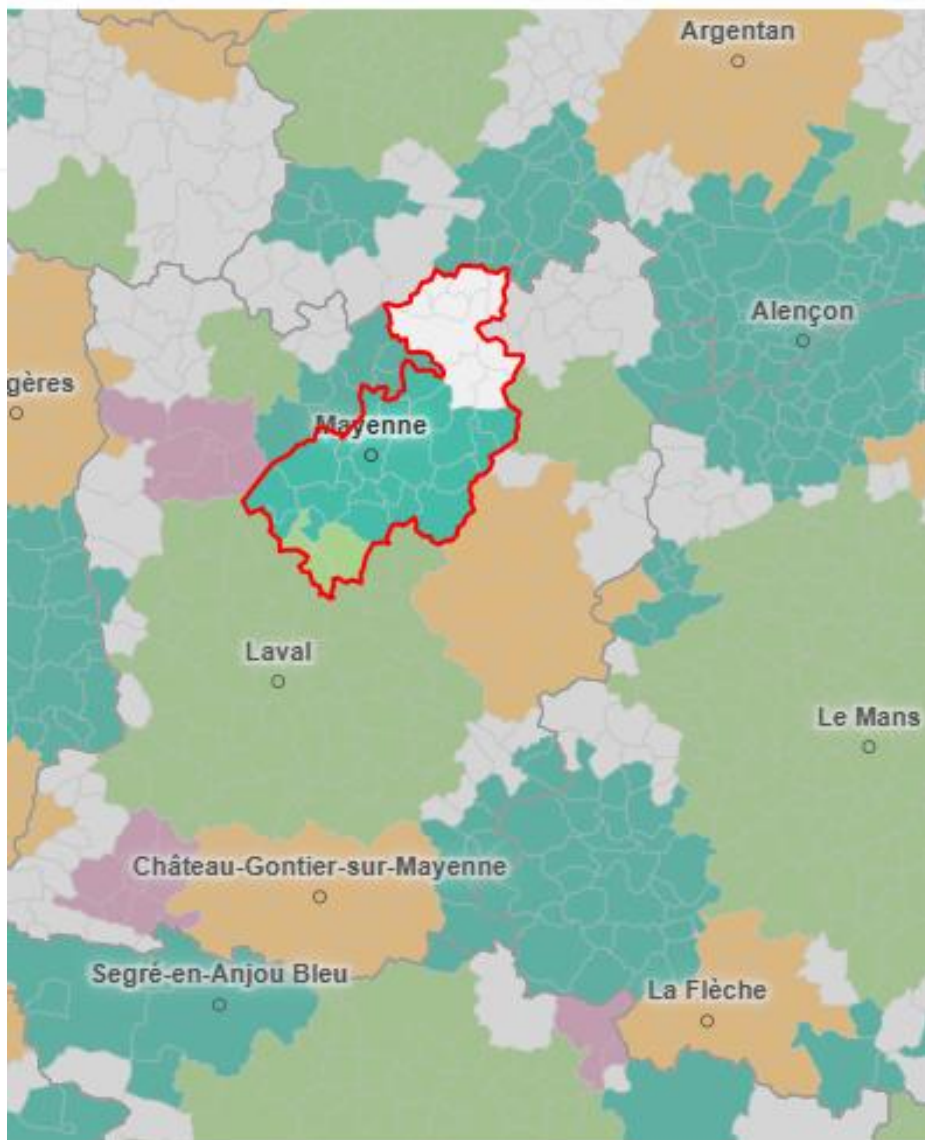 Argentan
Alençon
gères
Mayenne
Laval
Le Mans
Château-Gontier-sur-Mayenne
Segré-en-Anjou Bleu
La Flèche